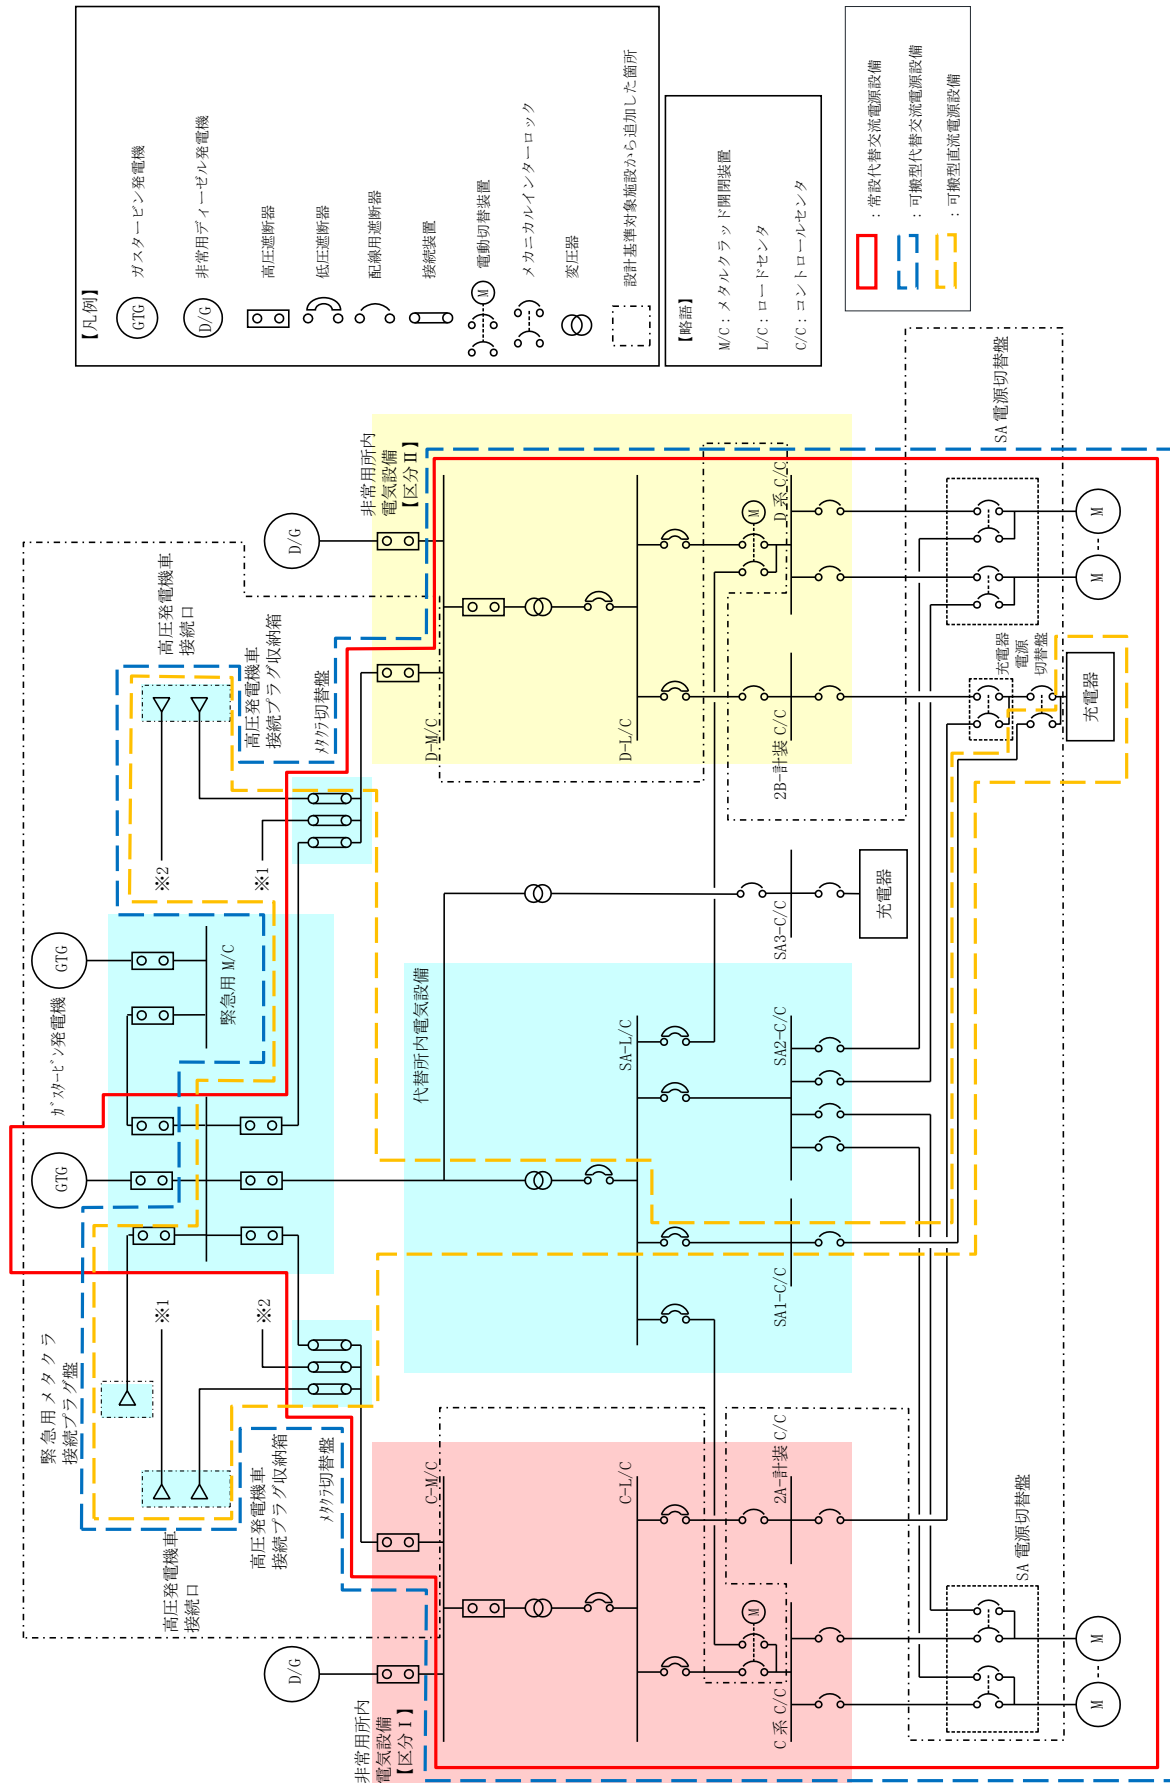 【凡例】
GTG
ガスタービン発電機
D/G
非常用ディーゼル発電機
高圧遮断器
低圧遮断器
配線用遮断器
接続装置
M
電動切替装置
メカニカルインターロック
変圧器
設計基準対象施設から追加した箇所
【略語】
M/C：メタルクラッド開閉装置
L/C：ロードセンタ
C/C：コントロールセンタ
：常設代替交流電源設備
：可搬型代替交流電源設備
：可搬型直流電源設備
緊急用メタクラ
接続プラグ盤
高圧発電機車
接続口
高圧発電機車
接続プラグ収納箱
ﾒﾀｸﾗ切替盤
※1
※2
GTG
ｶﾞｽﾀｰﾋﾞﾝ発電機
GTG
緊急用 M/C
※2
※1
高圧発電機車
接続口
高圧発電機車
接続プラグ収納箱
ﾒﾀｸﾗ切替盤
D/G
D/G
非常用所内
電気設備
【区分Ⅰ】
C-M/C
C-L/C
M
C 系 C/C
2A-計装 C/C
代替所内電気設備
SA-L/C
SA1-C/C
SA2-C/C
SA3-C/C
充電器
非常用所内
電気設備
【区分Ⅱ】
D-M/C
D-L/C
M
D 系 C/C
2B-計装 C/C
SA 電源切替盤
M
M
充電器
電源
切替盤
充電器
SA 電源切替盤
M
M